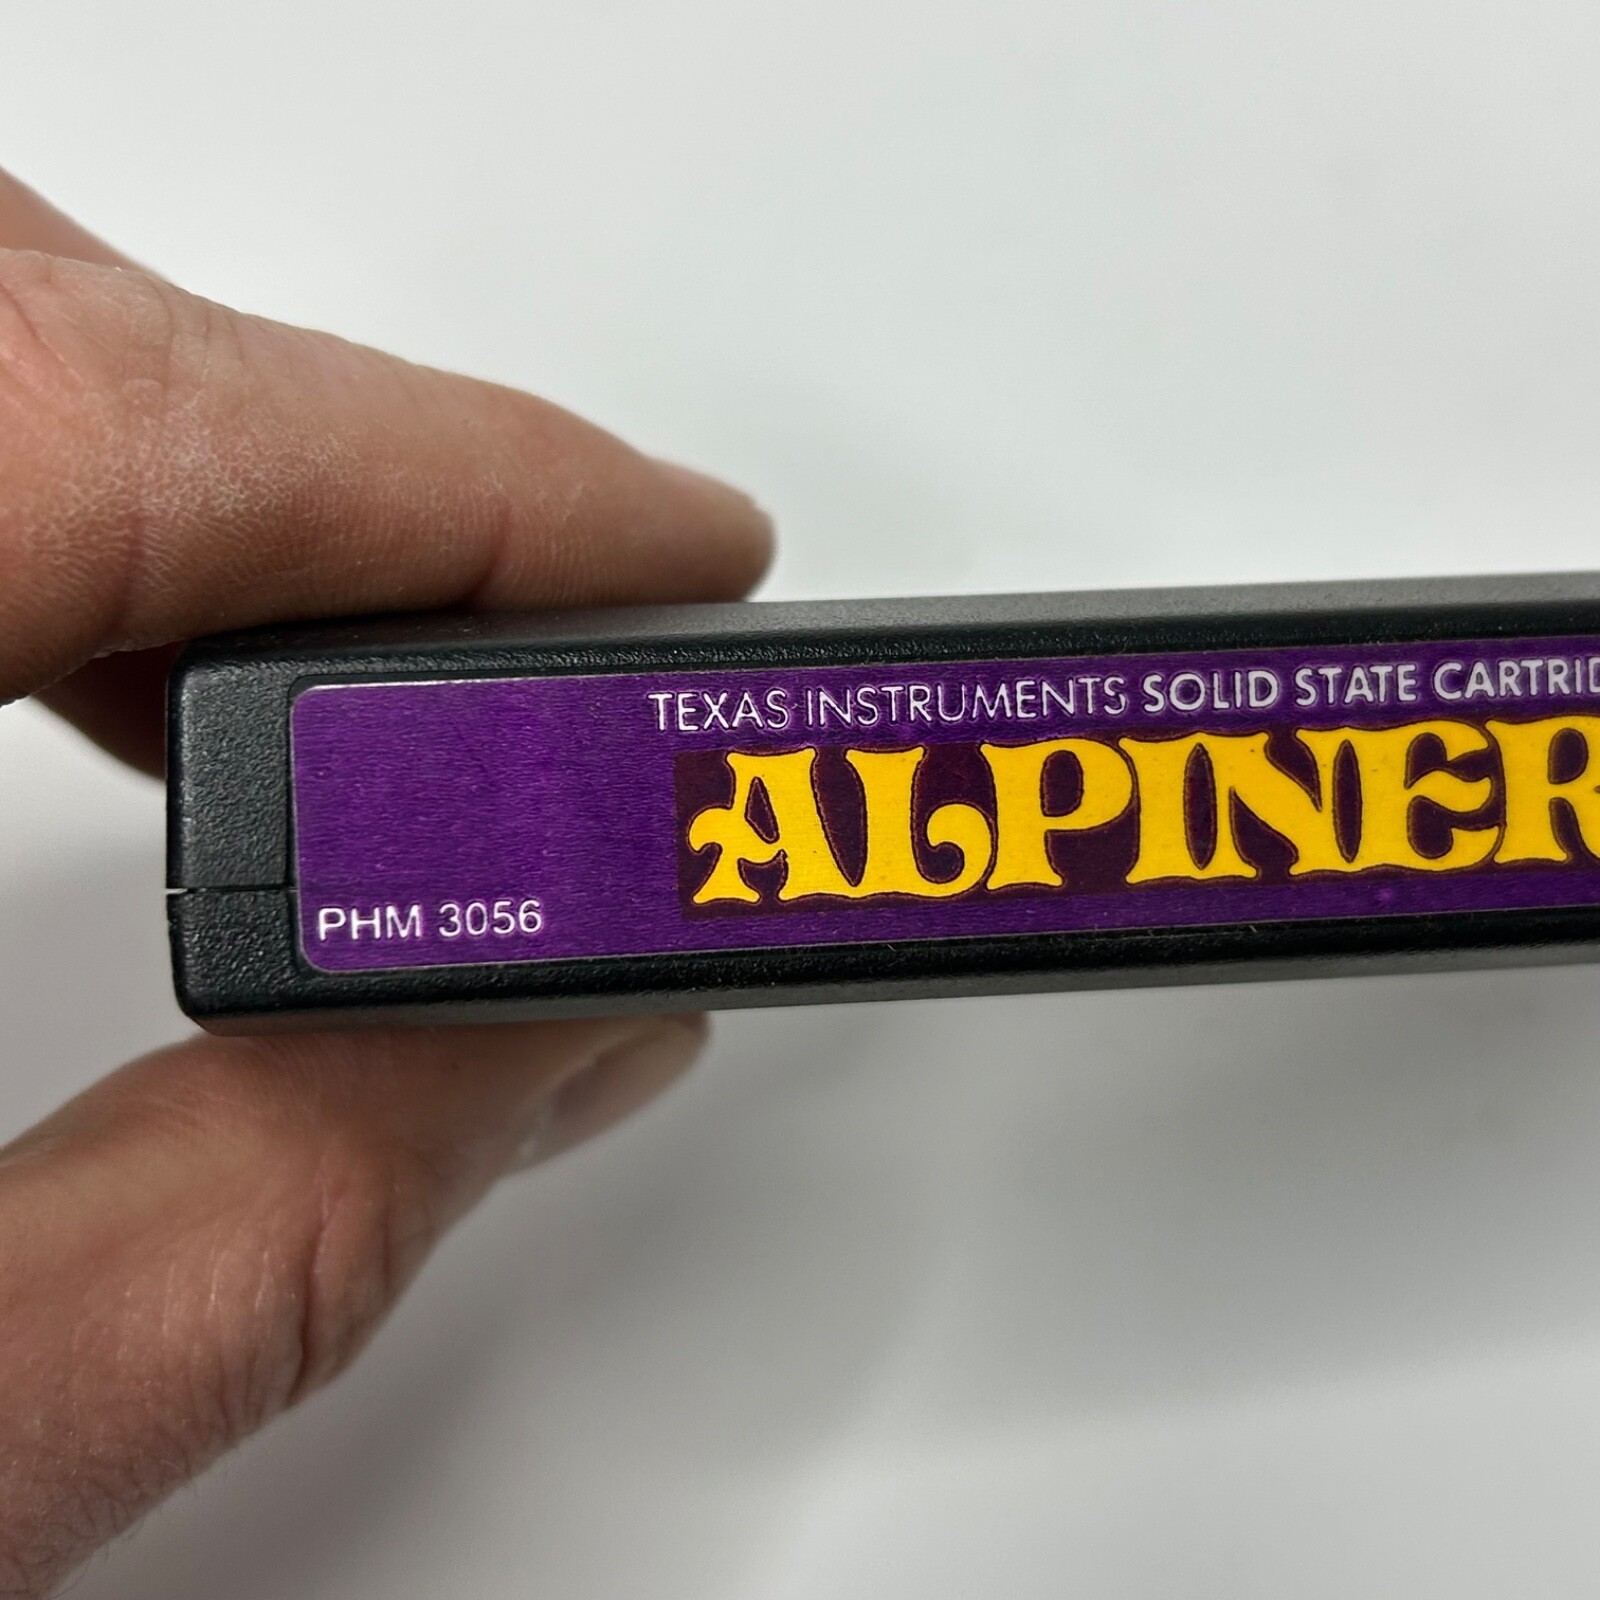 TEXAS INSTRUMENTS SOLID STATE CARTRID
ALPINER
PHM 3056